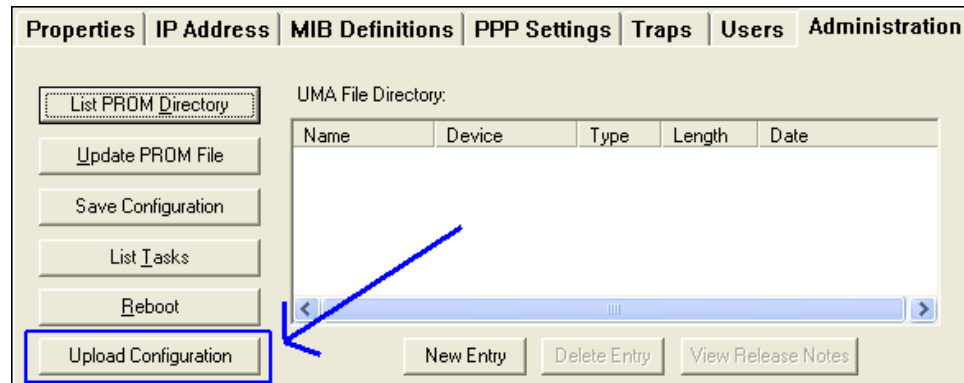 Properties IP Address MIB Definitions PPP Settings Traps Users Administration
List PROM Directory
Update PROM File
Save Configuration
List Tasks
Reboot
Upload Configuration
UMA File Directory:
Name Device Type Length Date
New Entry Delete Entry View Release Notes